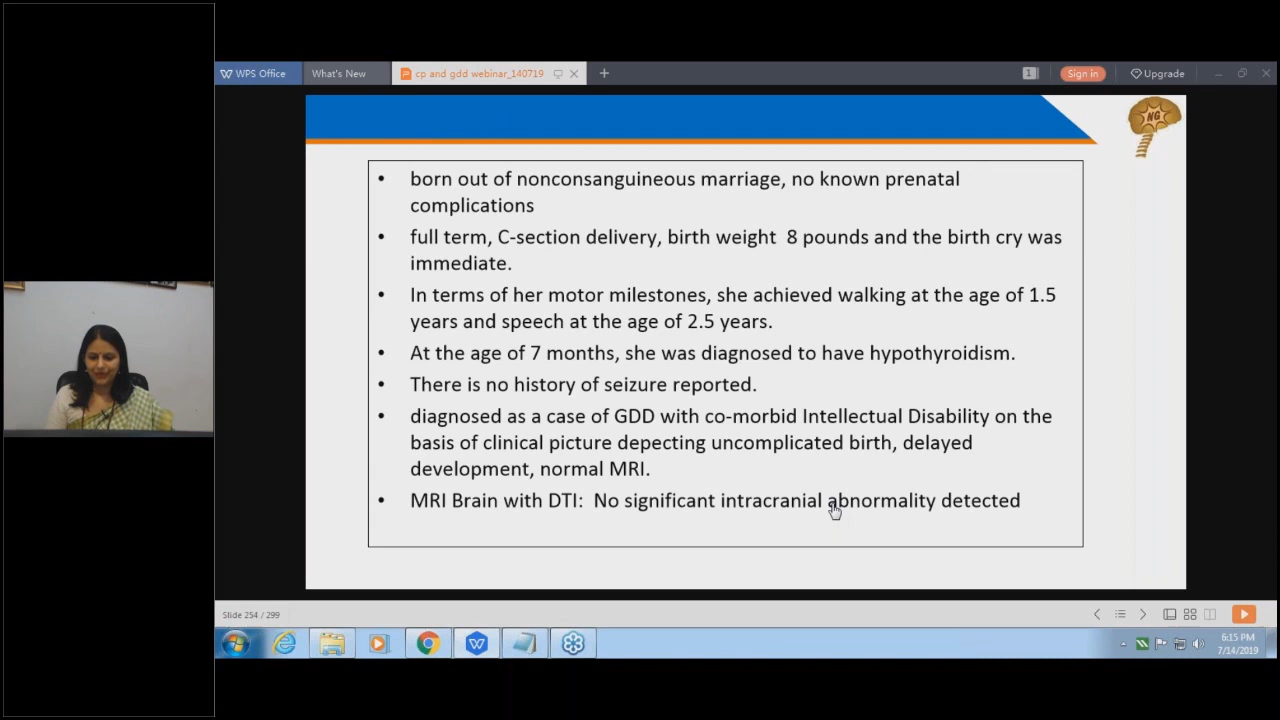 WPS Office
What's New
cp and gdd webinar_140719
1
Sign in
Upgrade
NG
• born out of nonconsanguineous marriage, no known prenatal
complications
• full term, C-section delivery, birth weight 8 pounds and the birth cry was
immediate.
• In terms of her motor milestones, she achieved walking at the age of 1.5
years and speech at the age of 2.5 years.
• At the age of 7 months, she was diagnosed to have hypothyroidism.
• There is no history of seizure reported.
• diagnosed as a case of GDD with co-morbid Intellectual Disability on the
basis of clinical picture depecting uncomplicated birth, delayed
development, normal MRI.
• MRI Brain with DTI: No significant intracranial abnormality detected
Slide 254 / 299
6:15 PM
7/14/2019